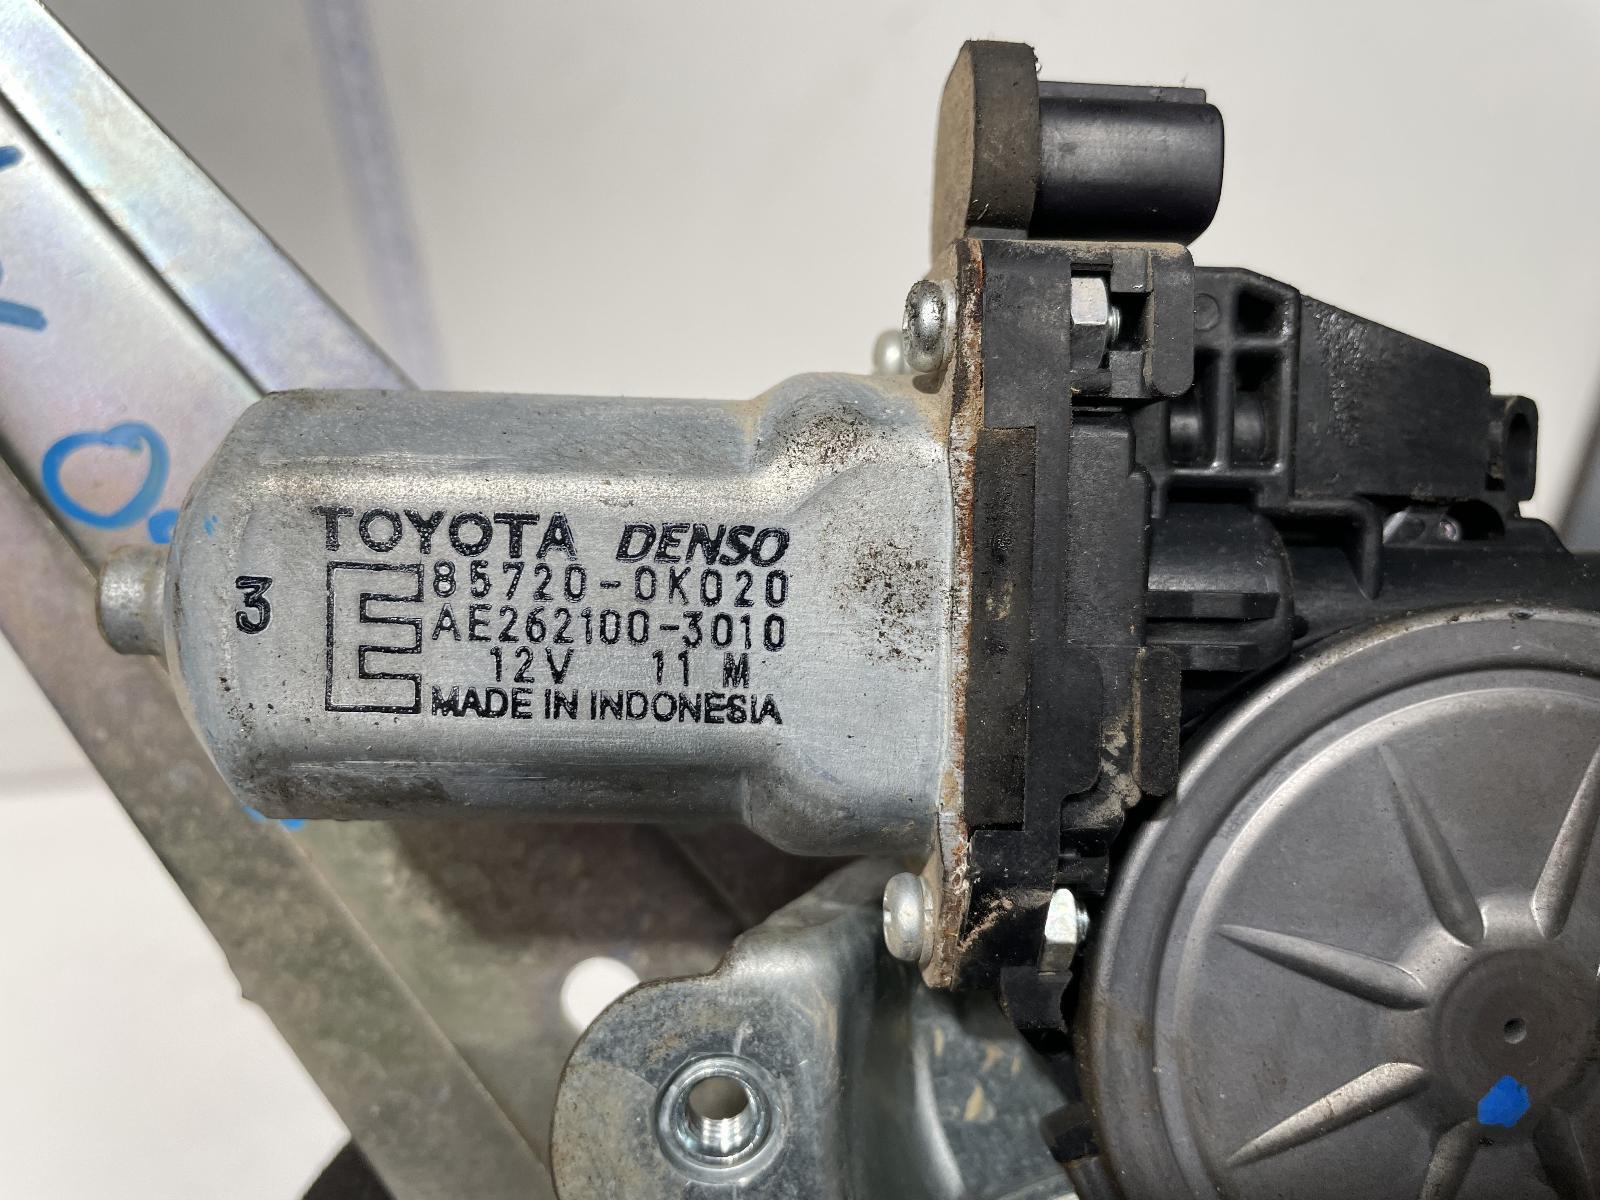 TOYOTA DENSO
3
E
85720-0K020
AE262100-3010
12V 11 M
MADE IN INDONESIA